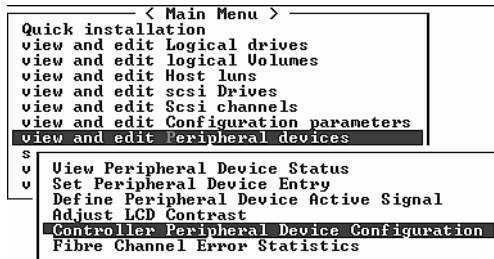 < Main Menu >
Quick installation
view and edit Logical drives
view and edit logical Volumes
view and edit Host luns
view and edit scsi Drives
view and edit Scsi channels
view and edit Configuration parameters
view and edit Peripheral devices
s
v
v
View Peripheral Device Status
Set Peripheral Device Entry
Define Peripheral Device Active Signal
Adjust LCD Contrast
Controller Peripheral Device Configuration
Fibre Channel Error Statistics